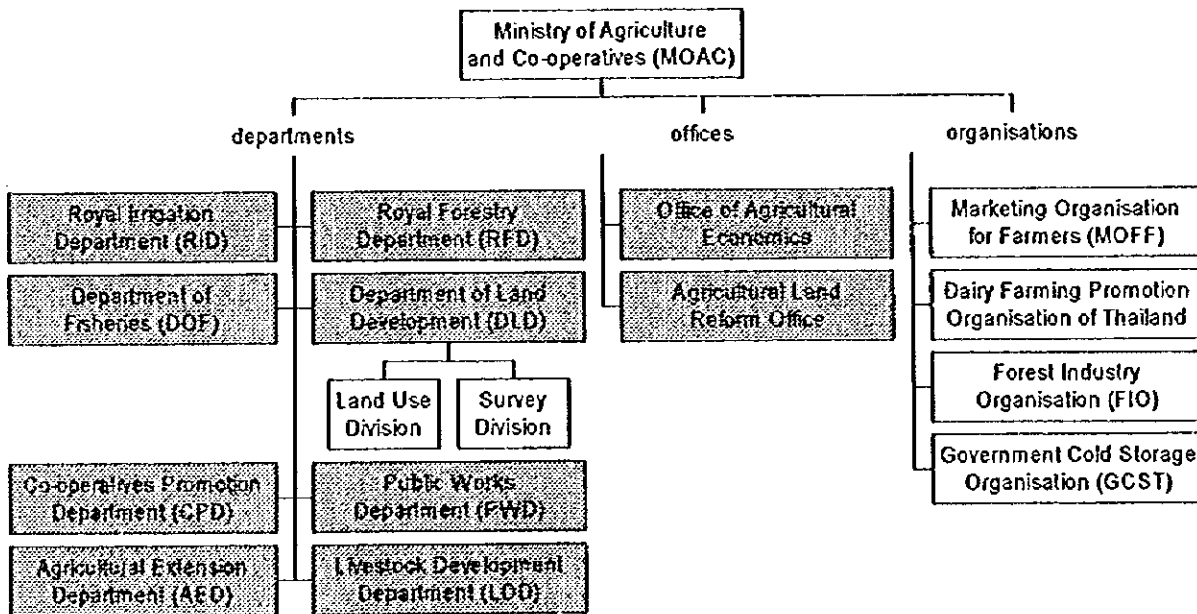 Ministry of Agriculture
and Co-operatives (MOAC)
departments
offices
organisations
Royal Irrigation
Department (RID)
Royal Forestry
Department (RFD)
Office of Agricultural
Economics
Marketing Organisation
for Farmers (MOFF)
Department of
Fisheries (DOF)
Department of Land
Development (DLD)
Agricultural Land
Reform Office
Dairy Farming Promotion
Organisation of Thailand
Land Use
Division
Survey
Division
Forest Industry
Organisation (FIO)
Co-operatives Promotion
Department (CPD)
Public Works
Department (PWD)
Government Cold Storage
Organisation (GCST)
Agricultural Extension
Department (AED)
Livestock Development
Department (LDD)